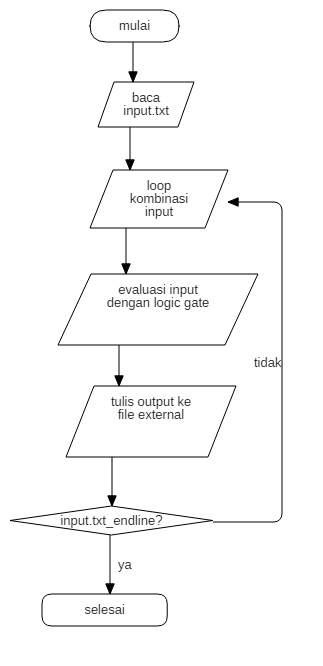 mulai
baca
input.txt
loop
kombinasi
input
evaluasi input
dengan logic gate
tidak
tulis output ke
file external
input.txt_endline?
ya
selesai